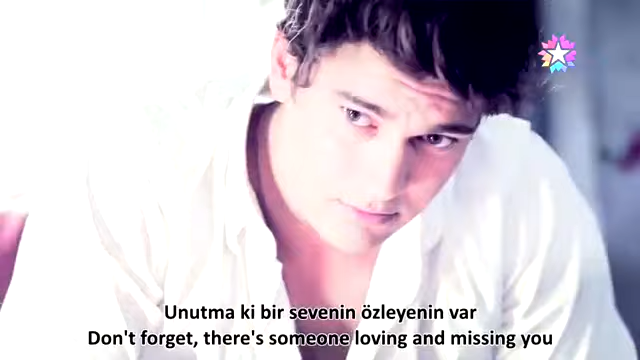 Unutma ki bir sevenin özleyenin var
Don't forget, there's someone loving and missing you